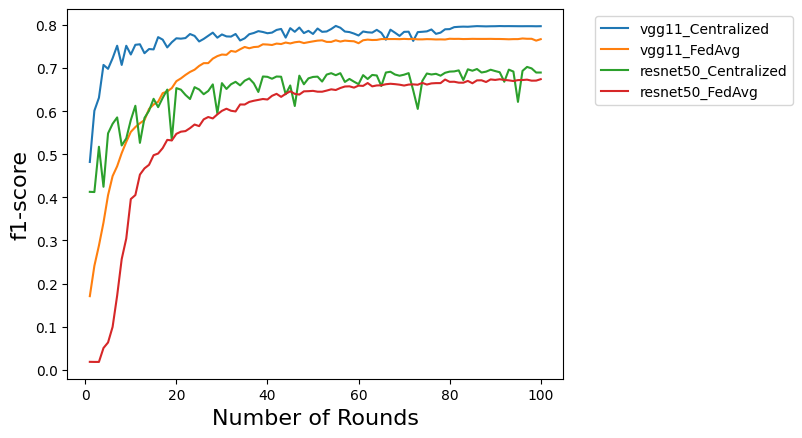 0.8
0.7
0.6
0.5
0.4
0.3
0.2
0.1
0.0
f1-score
0
20
40
60
80
100
Number of Rounds
vgg11_Centralized
vgg11_FedAvg
resnet50_Centralized
resnet50_FedAvg